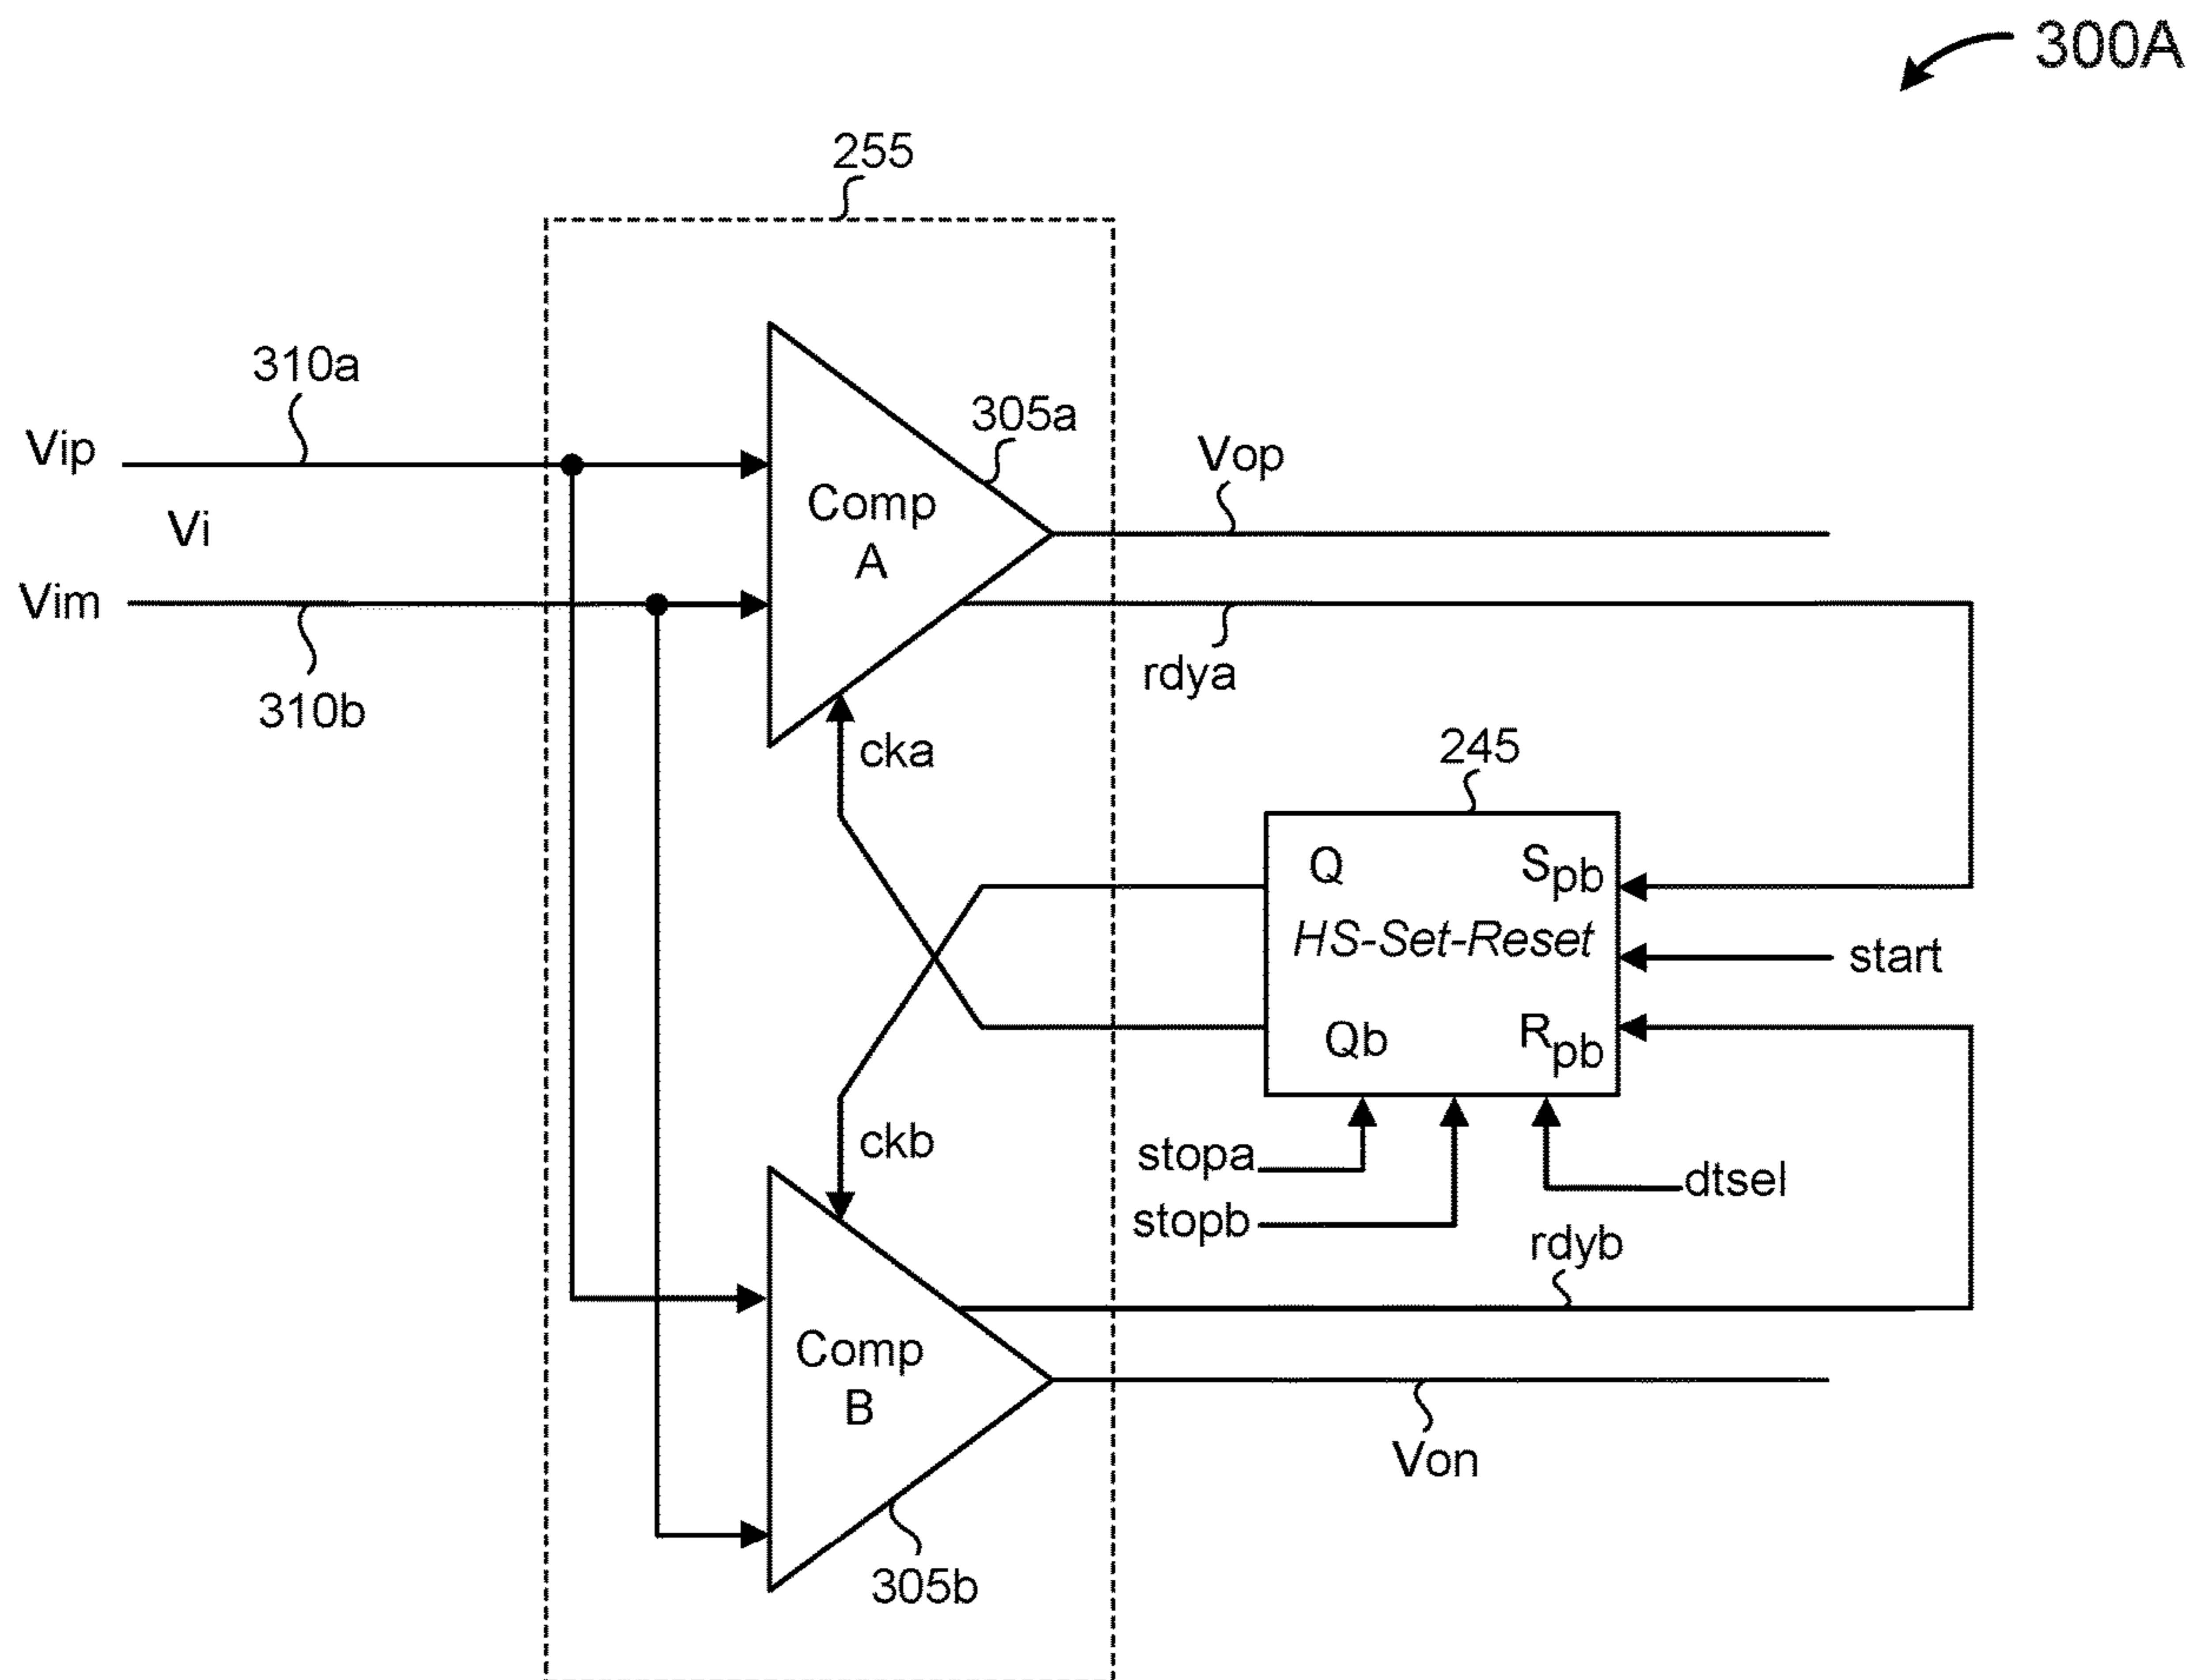 300A
255
310a
305a
Vip
Vop
Comp
A
Vi
Vim
rdya
310b
cka
245
Q
Spb
HS-Set-Reset
start
Qb
Rpb
ckb
stopa
dtsel
stopb
rdyb
Comp
B
Von
305b